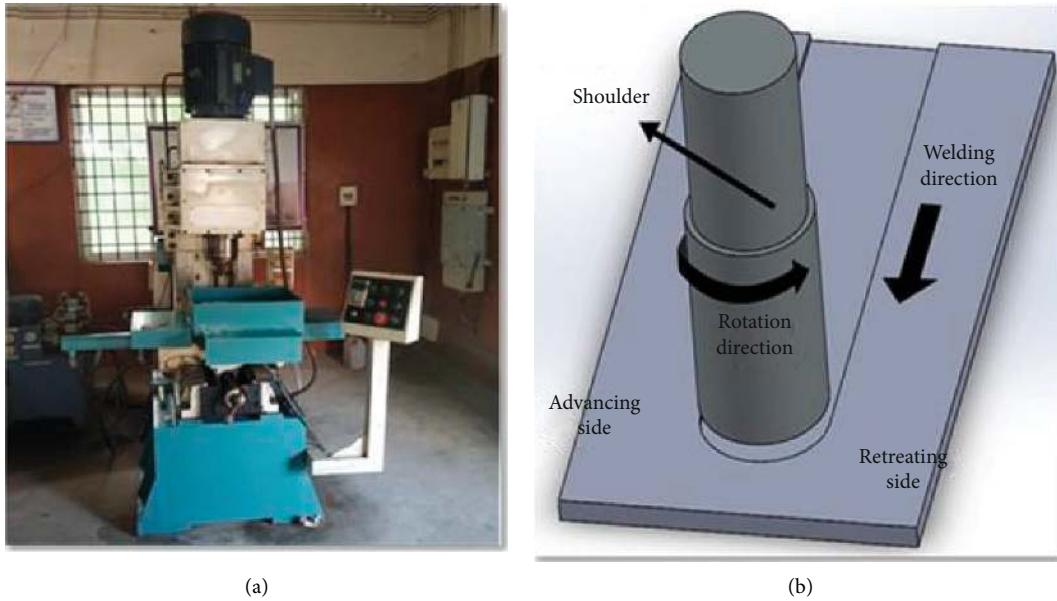 Shoulder
Welding
direction
Rotation
direction
Advancing
side
Retreating
side
(a)
(b)